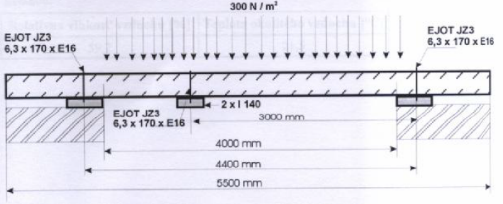 300 N / m²
EJOT JZ3
6,3 x 170 x E16
EJOT JZ3
6,3 x 170 x E16
EJOT JZ3
6,3 x 170 x E16
2 x I 140
3000 mm
4000 mm
4400 mm
5500 mm